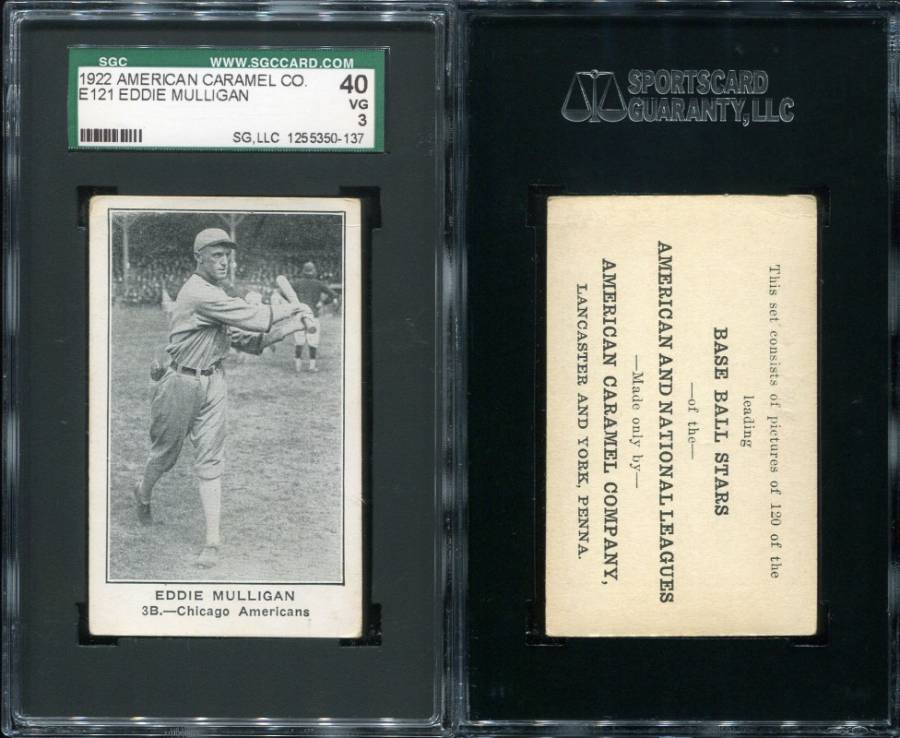 SGC WWW.SGCCARD.COM
1922 AMERICAN CARAMEL CO. 40
E121 EDDIE MULLIGAN VG
3
SG, LLC 1255350-137
EDDIE MULLIGAN
3B.—Chicago Americans
SPORTSCARD
GUARANTY, LLC
This set consists of pictures of 120 of the
leading
BASE BALL STARS
—of the—
AMERICAN AND NATIONAL LEAGUES
—Made only by—
AMERICAN CARAMEL COMPANY,
LANCASTER AND YORK, PENNA.